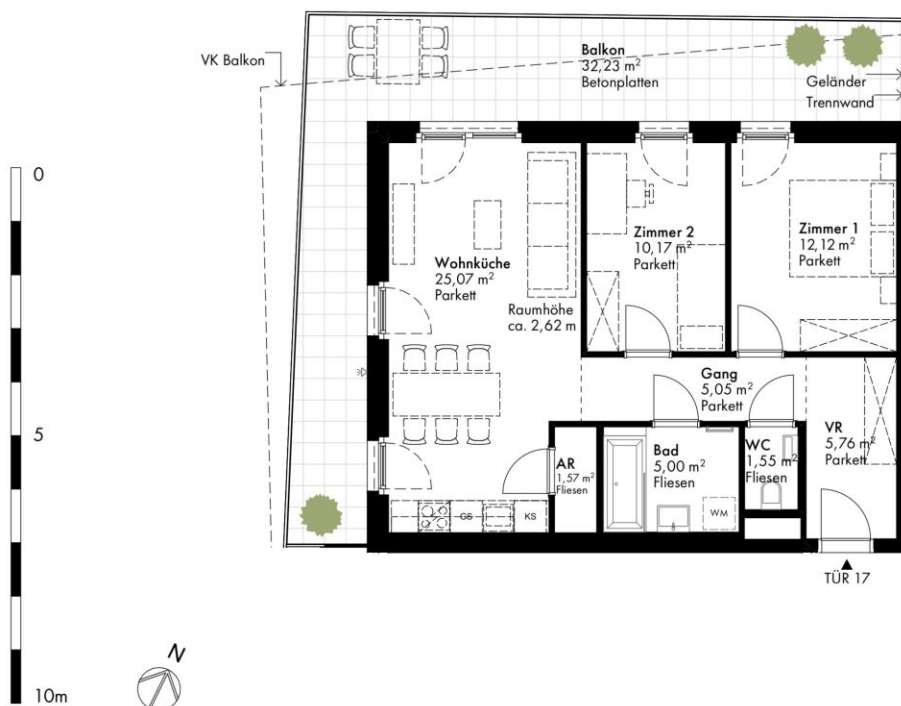 VK Balkon
Balkon
32,23 m²
Betonplatten
Geländer
Trennwand
0
Zimmer 2
10,17 m²
Parkett
Zimmer 1
12,12 m²
Parkett
Wohnküche
25,07 m²
Parkett
Raumhöhe
ca. 2,62 m
Gang
5,05 m²
Parkett
5
VR
5,76 m²
Parkett
AR
1,57 m²
Fliesen
Bad
5,00 m²
Fliesen
WC
1,55 m²
Fliesen
GS
KS
WM
TÜR 17
N
10m